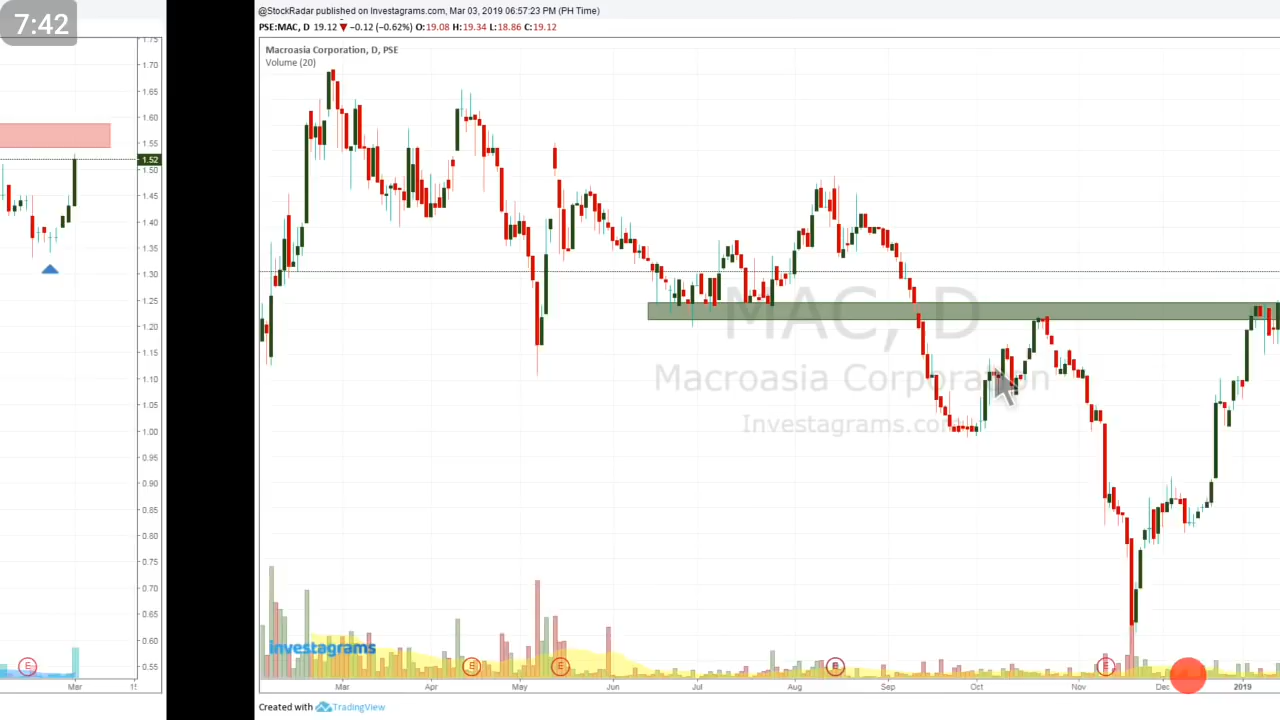 7:42
@StockRadar published on Investagrams.com, Mar 03, 2019 06:57:23 PM (PH Time)
PSE:MAC, D 19.12 ▼ −0.12 (−0.62%) O:19.08 H:19.34 L:18.86 C:19.12
Macroasia Corporation, D, PSE
Volume (20)
1.75
1.70
1.65
1.60
1.55
1.52
1.50
1.45
1.40
1.35
1.30
1.25
1.20
1.15
1.10
1.05
1.00
0.95
0.90
0.85
0.80
0.75
0.70
0.65
0.60
0.55
MAC, D
Macroasia Corporation
Investagrams.com
investagrams
E E E E E E
Mar
Mar Apr May Jun Jul Aug Sep Oct Nov Dec 2019
Created with TradingView